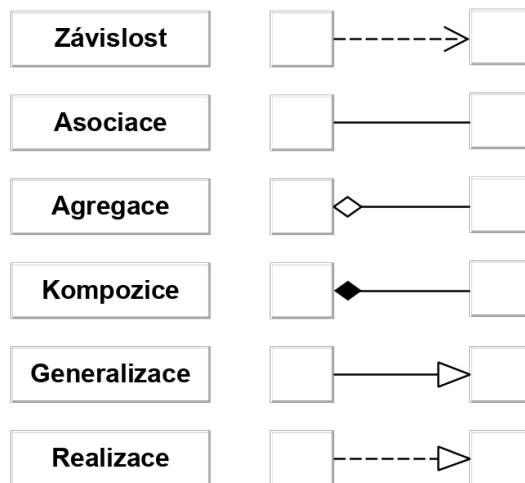 Závislost
Asociace
Agregace
Kompozice
Generalizace
Realizace